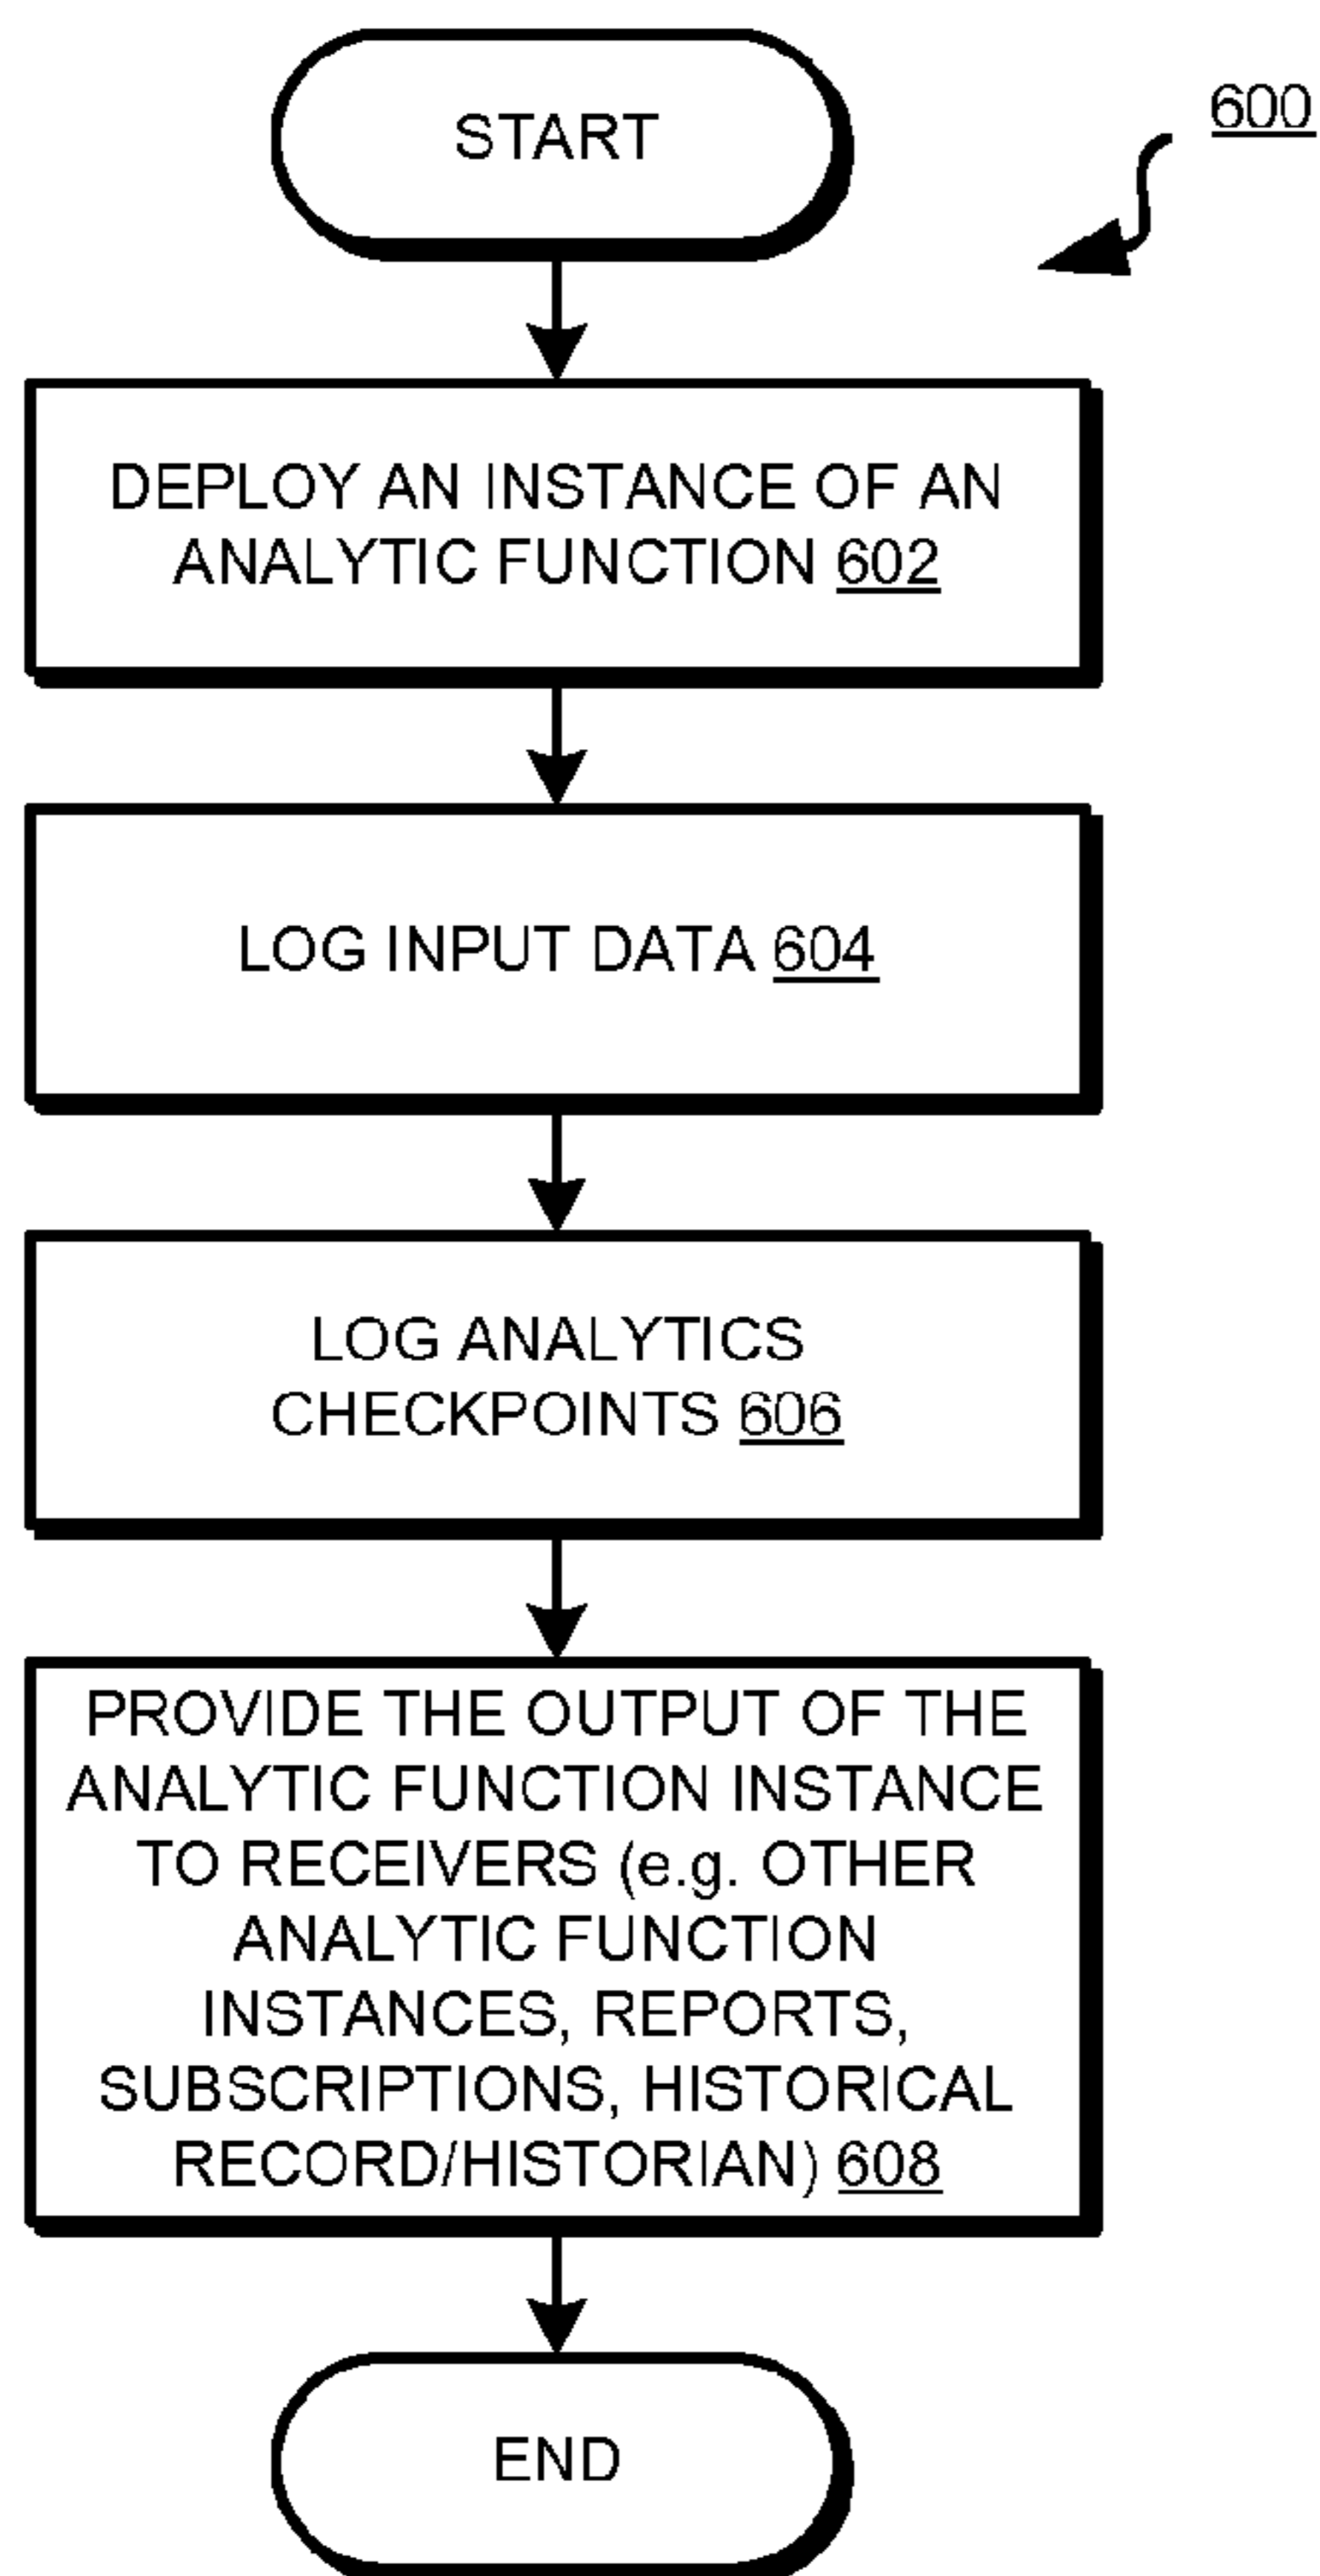 START
600
DEPLOY AN INSTANCE OF AN
ANALYTIC FUNCTION 602
LOG INPUT DATA 604
LOG ANALYTICS
CHECKPOINTS 606
PROVIDE THE OUTPUT OF THE
ANALYTIC FUNCTION INSTANCE
TO RECEIVERS (e.g. OTHER
ANALYTIC FUNCTION
INSTANCES, REPORTS,
SUBSCRIPTIONS, HISTORICAL
RECORD/HISTORIAN) 608
END